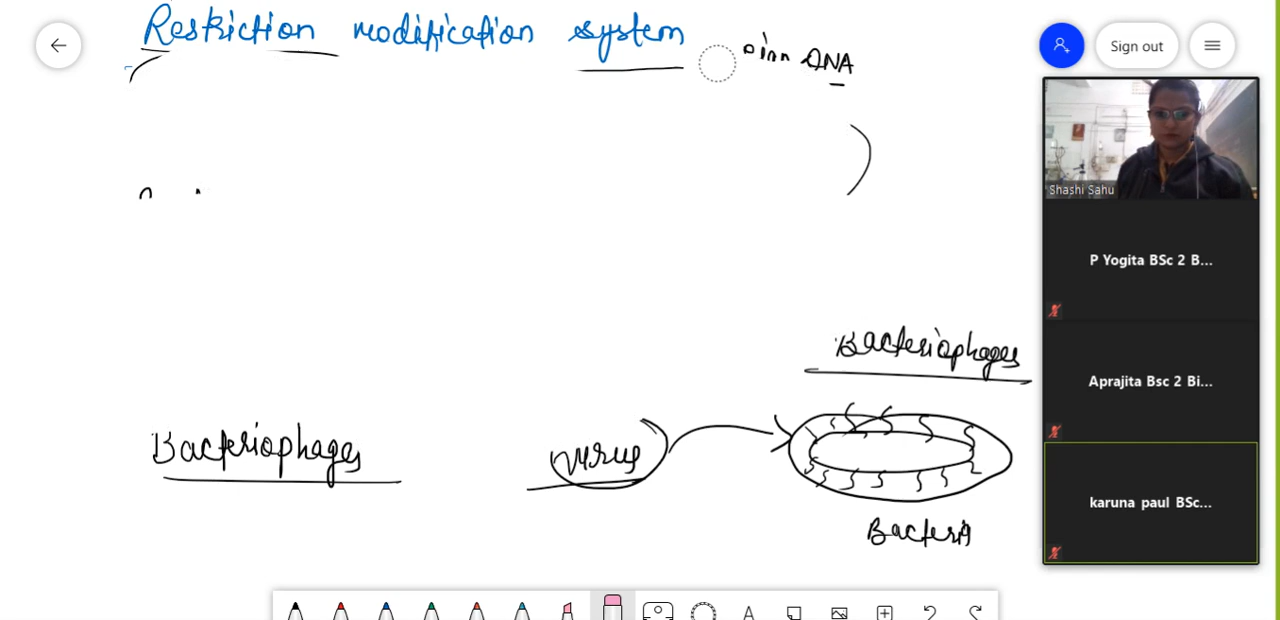 Restriction modification system
DNA
Sign out
Shashi Sahu
P Yogita BSc 2 B...
Bacteriophages
Aprajita Bsc 2 Bi...
Bacteriophages
virus
karuna paul BSc...
Bacteria
A